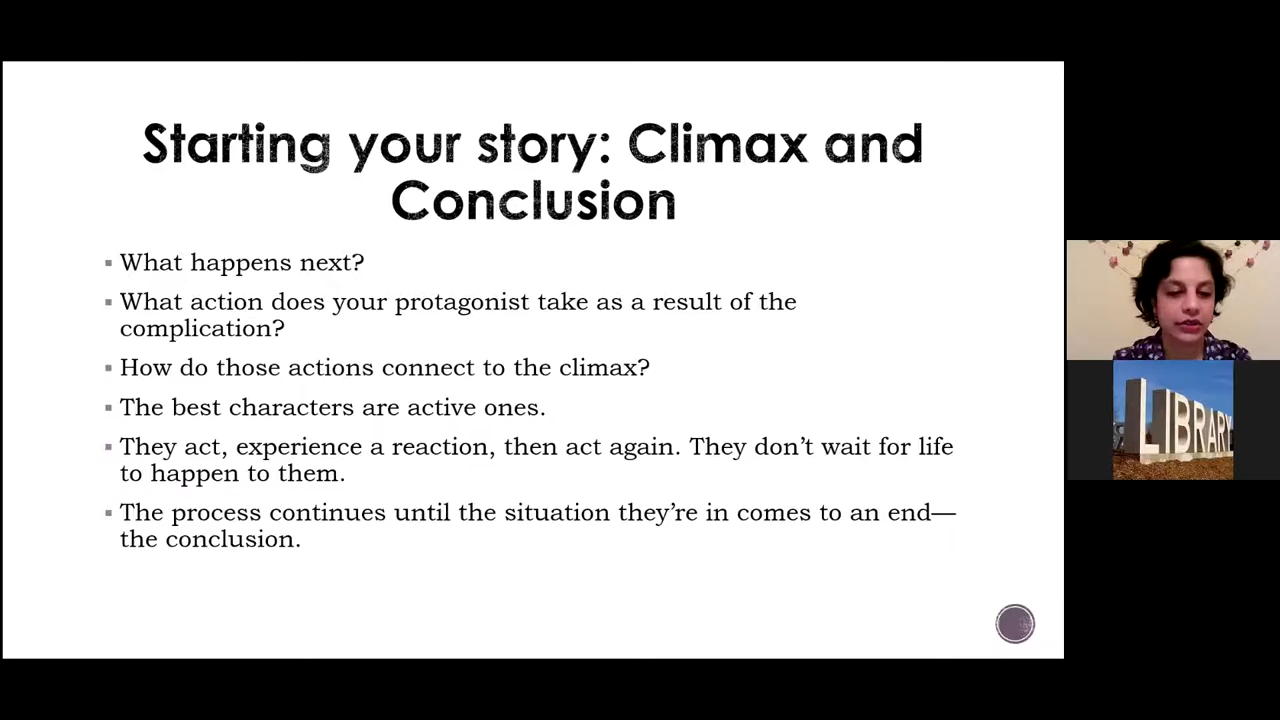 Starting your story: Climax and
Conclusion
What happens next?
What action does your protagonist take as a result of the
complication?
How do those actions connect to the climax?
The best characters are active ones.
They act, experience a reaction, then act again. They don’t wait for life
to happen to them.
The process continues until the situation they’re in comes to an end—
the conclusion.
LIBRARY